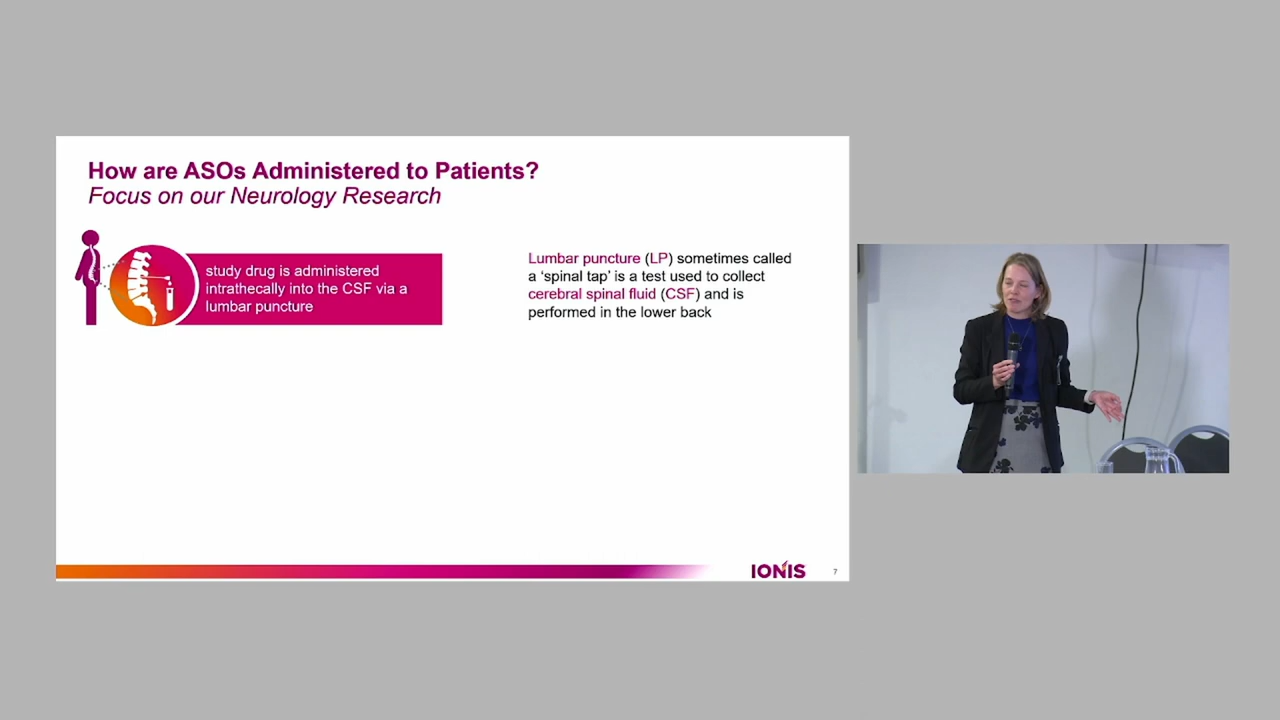 How are ASOs Administered to Patients?
Focus on our Neurology Research
study drug is administered
intrathecally into the CSF via a
lumbar puncture
Lumbar puncture (LP) sometimes called
a ‘spinal tap’ is a test used to collect
cerebral spinal fluid (CSF) and is
performed in the lower back
IONIS
7